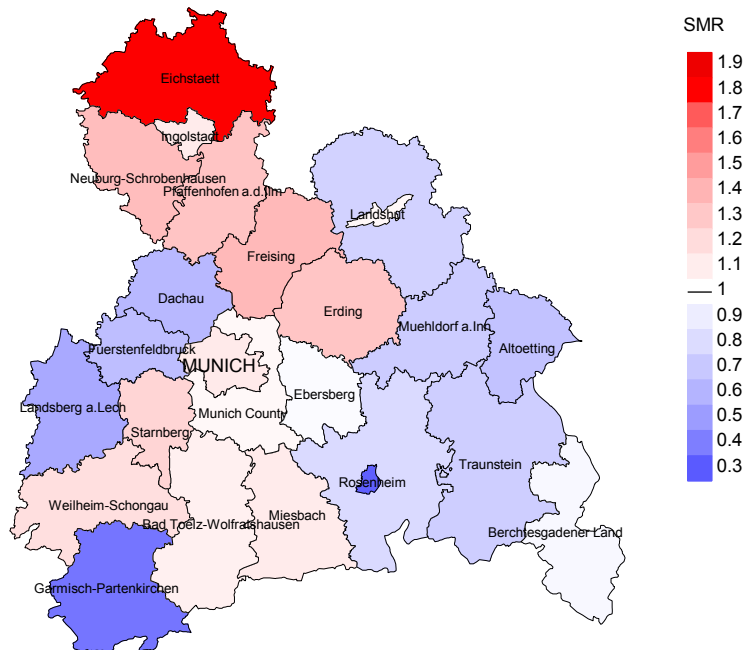 SMR
1.9
1.8
1.7
1.6
1.5
1.4
1.3
1.2
1.1
1
0.9
0.8
0.7
0.6
0.5
0.4
0.3
Eichstaett
Ingolstadt
Neuburg-Schrobenhausen
Pfaffenhofen a.d.Ilm
Landshut
Freising
Dachau
Erding
Muehldorf a.Inn
Altoetting
Fuerstenfeldbruck
MUNICH
Ebersberg
Landsberg a.Lech
Munich County
Starnberg
Traunstein
Rosenheim
Weilheim-Schongau
Miesbach
Bad Toelz-Wolfratshausen
Berchtesgadener Land
Garmisch-Partenkirchen